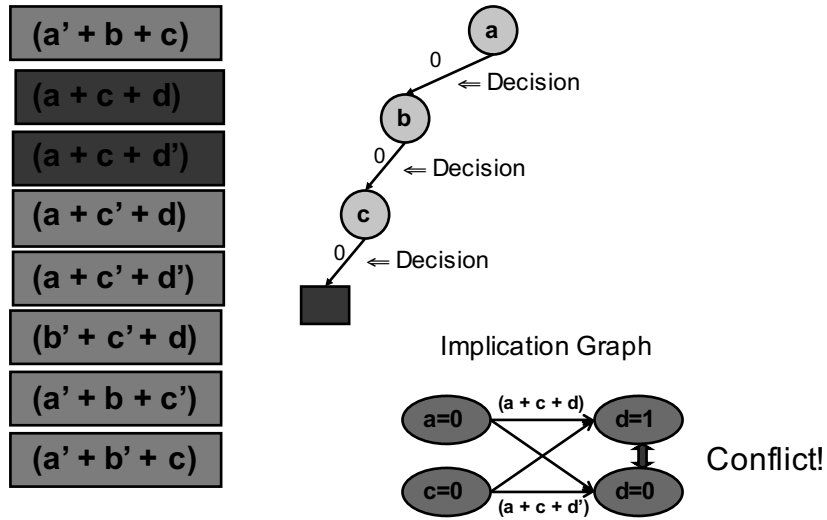 (a’ + b + c)
(a + c + d)
(a + c + d’)
(a + c’ + d)
(a + c’ + d’)
(b’ + c’ + d)
(a’ + b + c’)
(a’ + b’ + c)
a
0
⇐ Decision
b
0
⇐ Decision
c
0
⇐ Decision
Implication Graph
a=0
(a + c + d)
d=1
Conflict!
c=0
(a + c + d’)
d=0